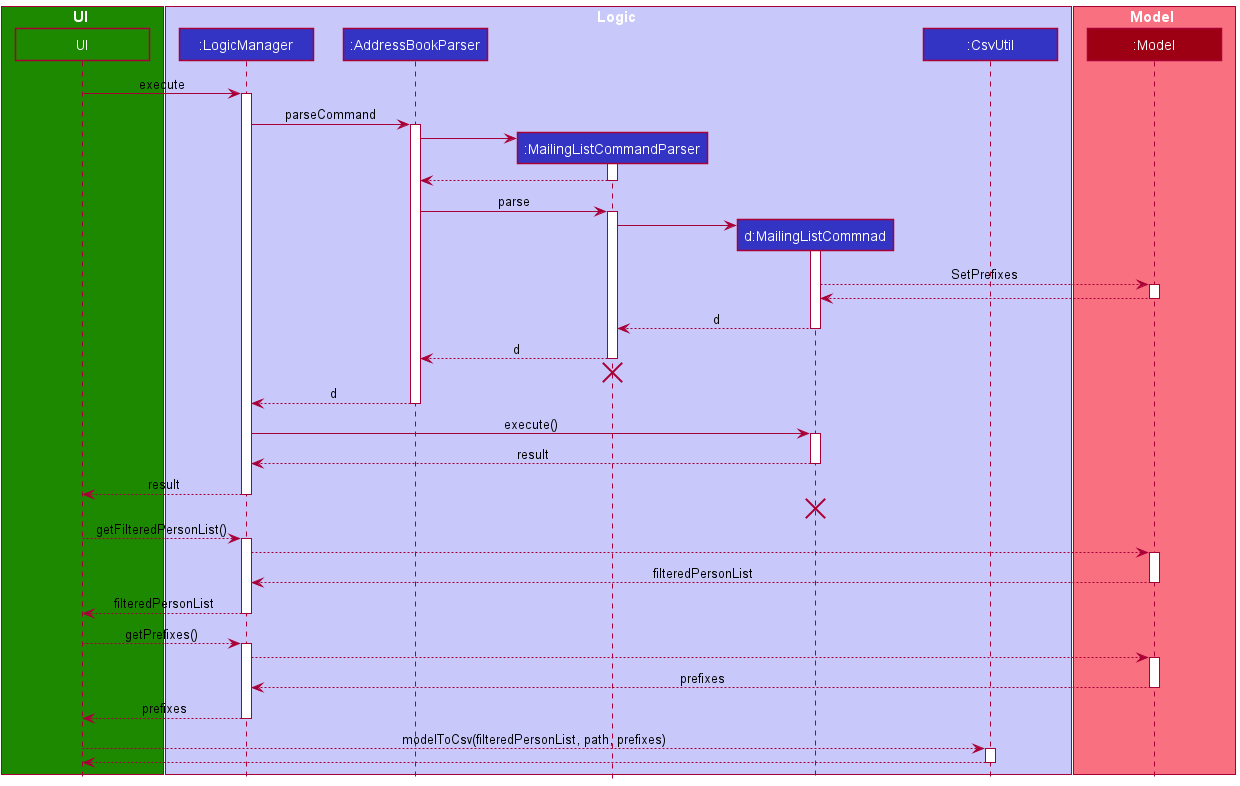 UI
Logic
Model
UI
:LogicManager
:AddressBookParser
:CsvUtil
:Model
execute
parseCommand
:MailingListCommandParser
parse
d:MailingListCommnad
SetPrefixes
d
d
d
execute()
result
result
getFilteredPersonList()
filteredPersonList
filteredPersonList
getPrefixes()
prefixes
prefixes
modelToCsv(filteredPersonList, path, prefixes)